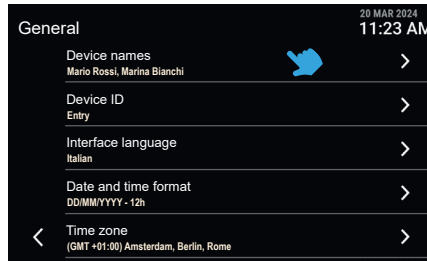 20 MAR 2024
General
11:23 AM
Device names
Mario Rossi, Marina Bianchi
Device ID
Entry
Interface language
Italian
Date and time format
DD/MM/YYYY - 12h
Time zone
(GMT +01:00) Amsterdam, Berlin, Rome